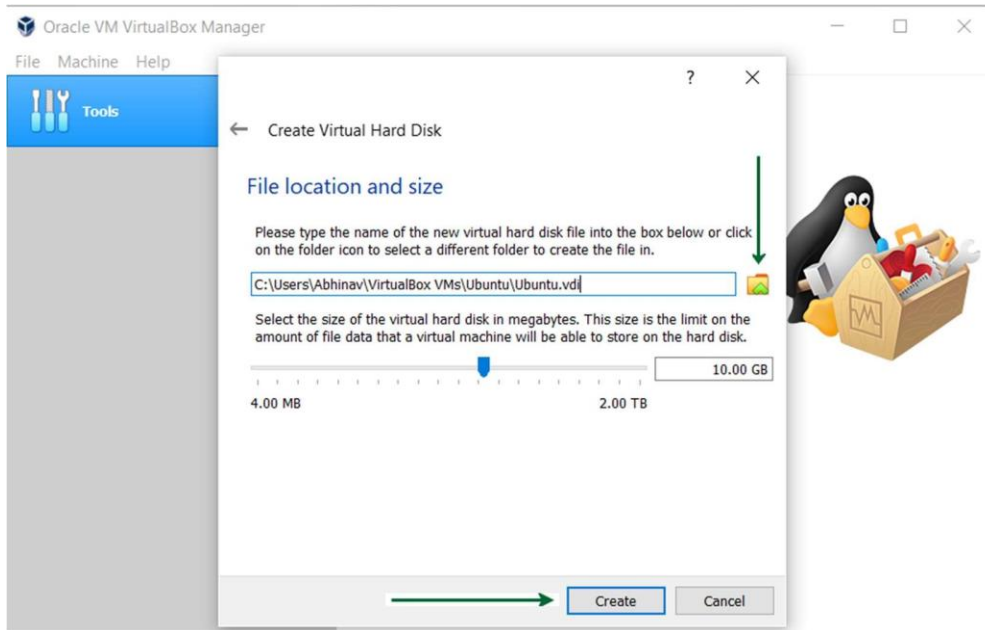 Oracle VM VirtualBox Manager
File Machine Help
Tools
?
Create Virtual Hard Disk
File location and size
Please type the name of the new virtual hard disk file into the box below or click
on the folder icon to select a different folder to create the file in.
C:\Users\Abhinav\VirtualBox VMs\Ubuntu\Ubuntu.vdi
Select the size of the virtual hard disk in megabytes. This size is the limit on the
amount of file data that a virtual machine will be able to store on the hard disk.
10.00 GB
4.00 MB 2.00 TB
Create Cancel